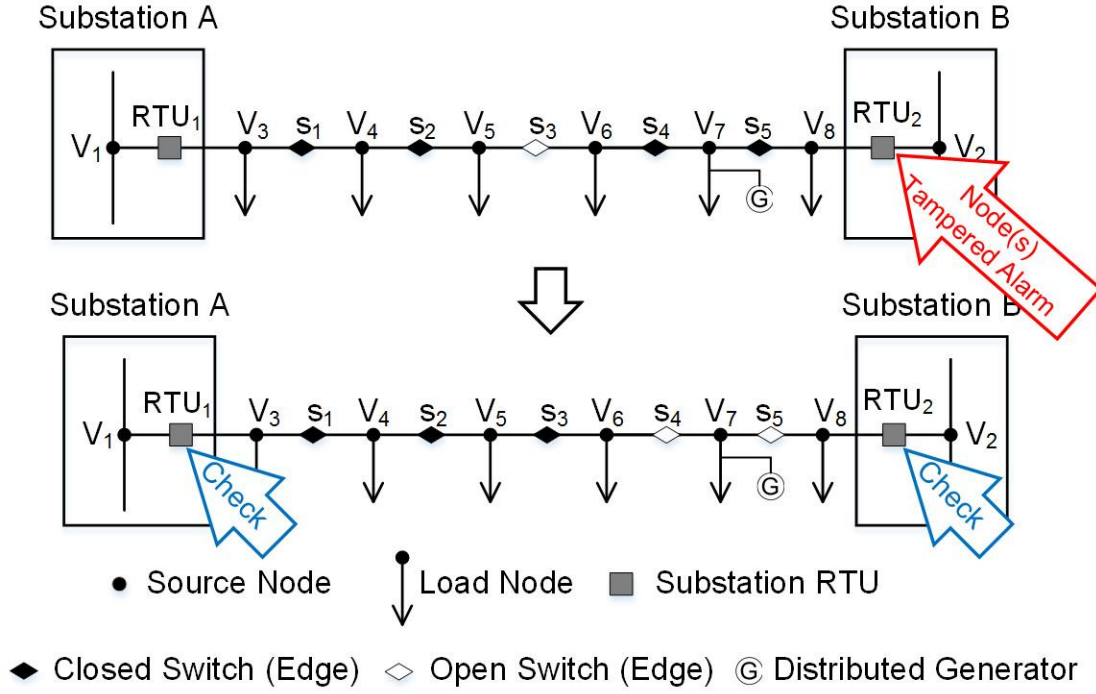 Substation A Substation B
V₁ RTU₁ V₃ s₁ V₄ s₂ V₅ s₃ V₆ s₄ V₇ s₅ V₈ RTU₂ V₂
G
Node(s)
Tampered Alarm
Substation A Substation B
V₁ RTU₁ V₃ s₁ V₄ s₂ V₅ s₃ V₆ s₄ V₇ s₅ V₈ RTU₂ V₂
G
Check Check
Source Node Load Node Substation RTU
Closed Switch (Edge) Open Switch (Edge) G Distributed Generator